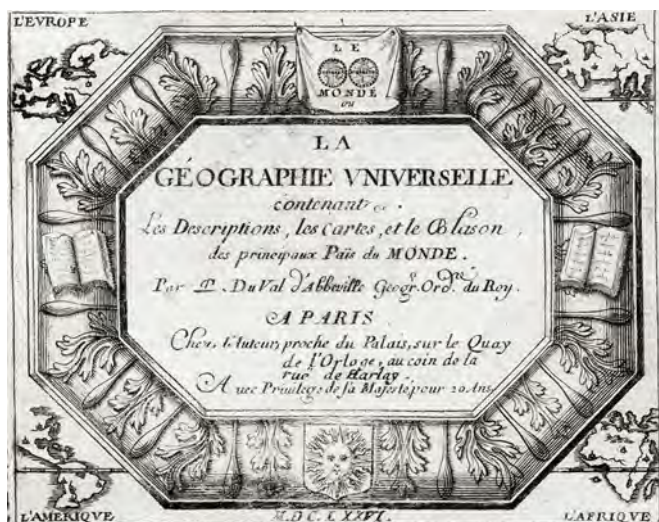 L'EVROPE
L'ASIE
LE
MONDE
ou
LA
GÉOGRAPHIE VNIVERSELLE
contenant
Les Descriptions, les Cartes, et le Blason,
des principaux Païs du MONDE.
Par P. DuVal d'Abbeville Geogr. Ordre. du Roy.
A PARIS
Chez l'Auteur, proche du Palais, sur le Quay
de l'Orloge, au coin de la
rue de Harlay
Avec Privilege de sa Majesté pour 20 Ans
L'AMERIQVE
M.DC.LXXVI.
L'AFRIQVE